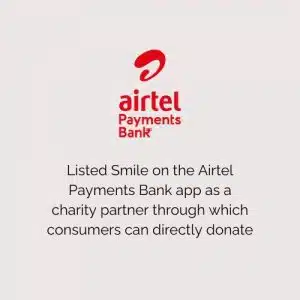 airtel
Payments
Bank
Listed Smile on the Airtel
Payments Bank app as a
charity partner through which
consumers can directly donate